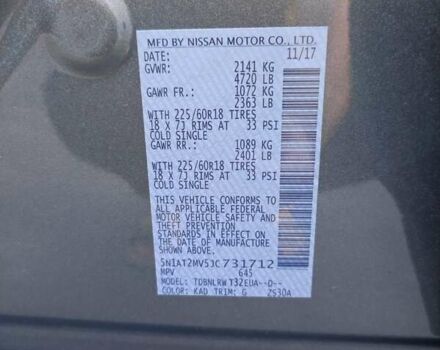 MFD BY NISSAN MOTOR CO., LTD.
DATE: 11/17
GVWR: 2141 KG
4720 LB
GAWR FR.: 1072 KG
2363 LB
WITH 225/60R18 TIRES
18 X 7J RIMS AT 33 PSI
COLD SINGLE
GAWR RR.: 1089 KG
2401 LB
WITH 225/60R18 TIRES
18 X 7J RIMS AT 33 PSI
COLD SINGLE
THIS VEHICLE CONFORMS TO
ALL APPLICABLE FEDERAL
MOTOR VEHICLE SAFETY AND
THEFT PREVENTION
STANDARDS IN EFFECT ON
THE DATE OF MANUFACTURE
SHOWN ABOVE.
5N1AT2MV5JC731712
MPV 645
MODEL: TDBNLRW T32EUA--D--
COLOR: KAD TRIM: G 2S30A